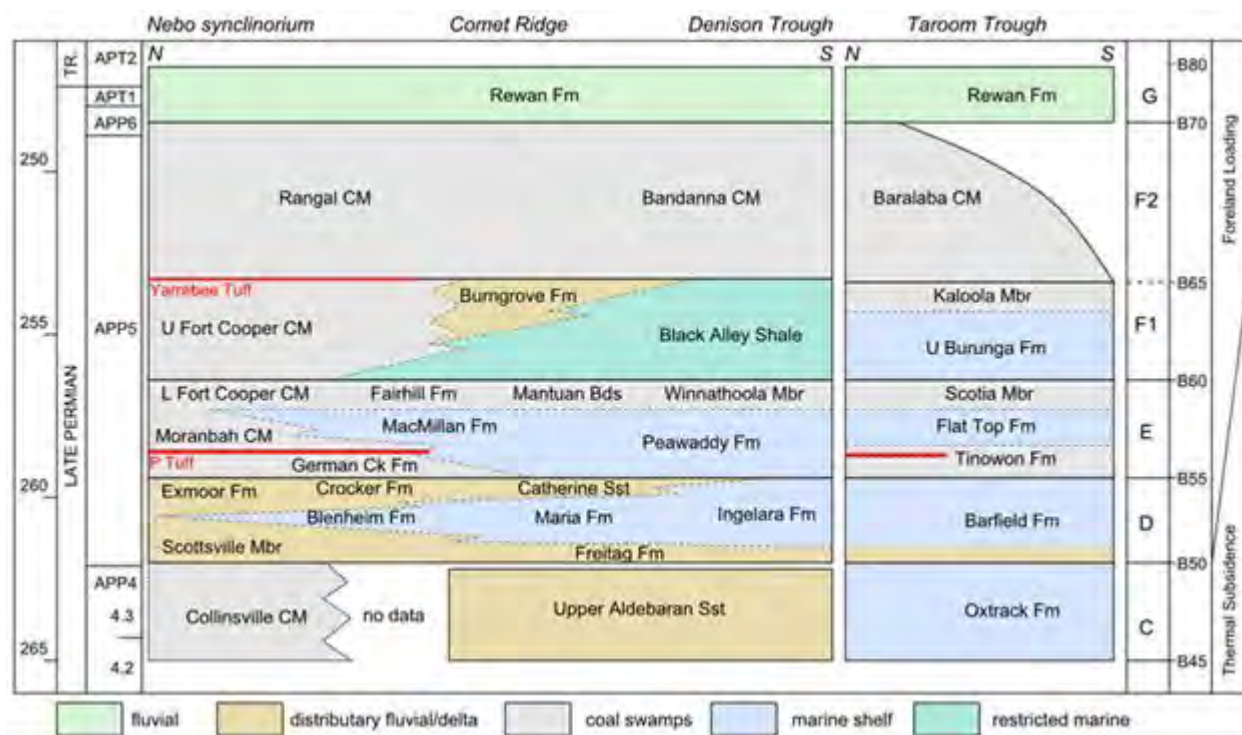 Nebo synclinorium Comet Ridge Denison Trough Taroom Trough
N S N S
TR. APT2 B80
APT1 Rewan Fm Rewan Fm G
APP6 B70
250
Rangal CM Bandanna CM Baralaba CM F2
Foreland Loading
Yarrabee Tuff B65
Burngrove Fm Kaloola Mbr
255 APP5 U Fort Cooper CM Black Alley Shale U Burunga Fm F1
B60
L Fort Cooper CM Fairhill Fm Mantuan Bds Winnathoola Mbr Scotia Mbr
MacMillan Fm Flat Top Fm E
Moranbah CM Peawaddy Fm
LATE PERMIAN
P Tuff German Ck Fm Tinowon Fm
B55
260 Exmoor Fm Crocker Fm Catherine Sst
Blenheim Fm Maria Fm Ingelara Fm Barfield Fm D
Scottsville Mbr Freitag Fm
B50
APP4
4.3 Collinsville CM no data Upper Aldebaran Sst Oxtrack Fm C
Thermal Subsidence
265 4.2 B45
fluvial distributary fluvial/delta coal swamps marine shelf restricted marine